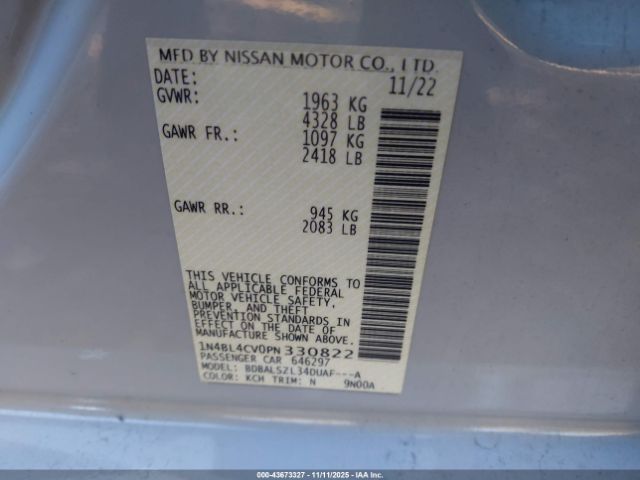 MFD BY NISSAN MOTOR CO., LTD.
DATE: 11/22
GVWR: 1963 KG
4328 LB
GAWR FR.: 1097 KG
2418 LB
GAWR RR.: 945 KG
2083 LB
THIS VEHICLE CONFORMS TO
ALL APPLICABLE FEDERAL
MOTOR VEHICLE SAFETY,
BUMPER, AND THEFT
PREVENTION STANDARDS IN
EFFECT ON THE DATE OF
MANUFACTURE SHOWN ABOVE.
1N4BL4CV0PN330822
PASSENGER CAR 646297
MODEL: BDBALSZL34DUAF---A
COLOR: KCH TRIM: N 9N00A
000-43673327 - 11/11/2025 - IAAI.CA